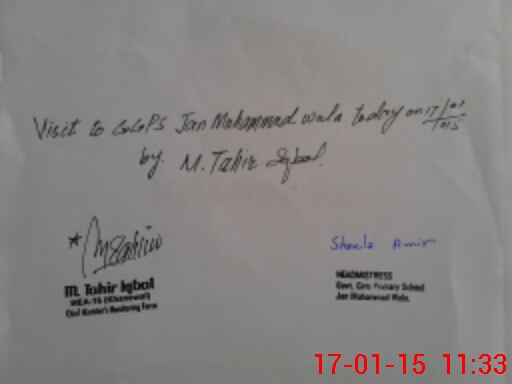 Visit to GGPS Jan Mohammad wala today on 17/01/15
by. M. Tahir Iqbal.
Sheela Amir
M. Tahir Iqbal
MEA-15 (Khanewal)
Chief Minister's Monitoring Force
HEADMISTRESS
Govt. Girls Primary School
Jan Mohammad Wala.
17-01-15 11:33